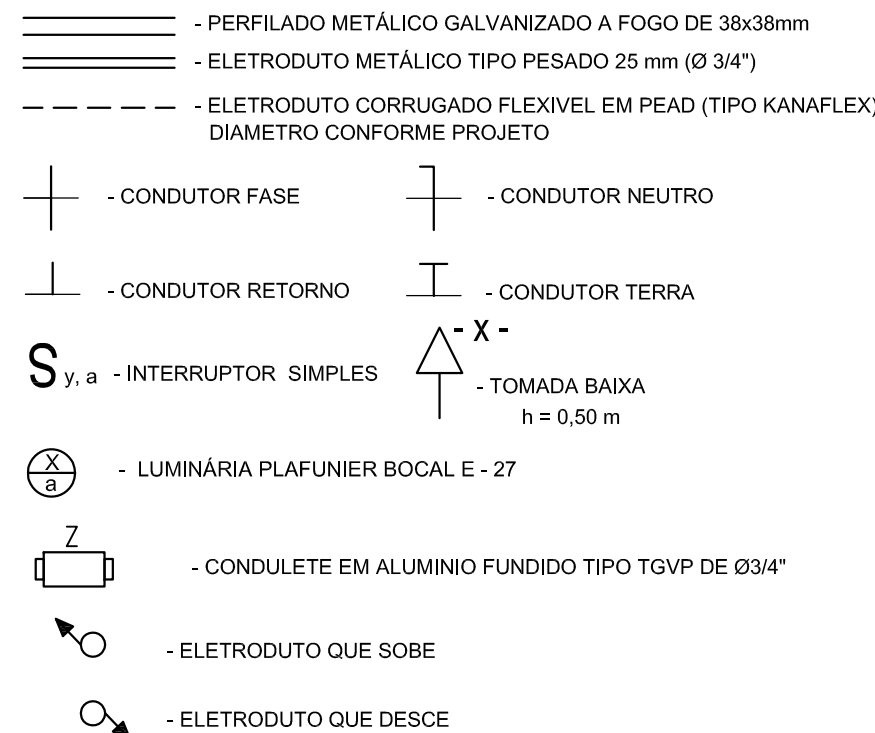 - PERFILADO METÁLICO GALVANIZADO A FOGO DE 38x38mm
- ELETRODUTO METÁLICO TIPO PESADO 25 mm (Ø 3/4")
- ELETRODUTO CORRUGADO FLEXIVEL EM PEAD (TIPO KANAFLEX)
DIAMETRO CONFORME PROJETO
- CONDUTOR FASE
- CONDUTOR NEUTRO
- CONDUTOR RETORNO
- CONDUTOR TERRA
S y, a - INTERRUPTOR SIMPLES
- X -
- TOMADA BAIXA
h = 0,50 m
X
a
- LUMINÁRIA PLAFUNIER BOCAL E - 27
Z
- CONDULETE EM ALUMINIO FUNDIDO TIPO TGVP DE Ø3/4"
- ELETRODUTO QUE SOBE
- ELETRODUTO QUE DESCE